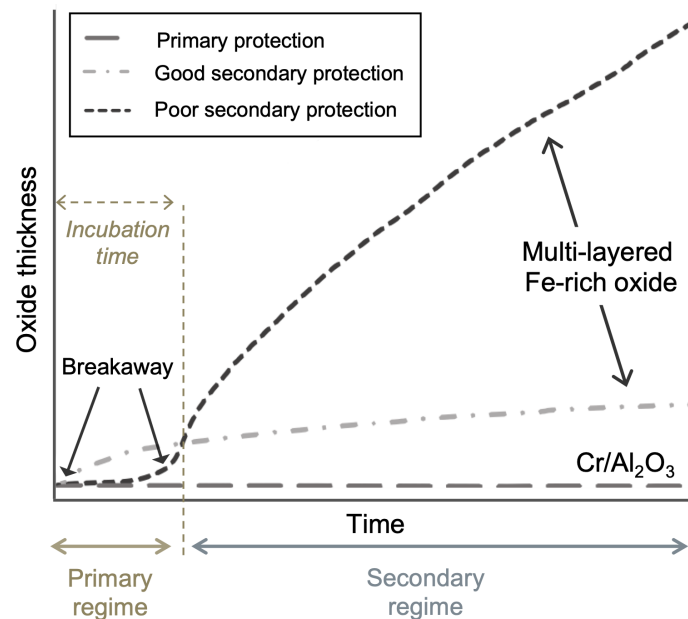 Primary protection
Good secondary protection
Poor secondary protection
Oxide thickness
Incubation
time
Breakaway
Multi-layered
Fe-rich oxide
Cr/Al₂O₃
Time
Primary
regime
Secondary
regime